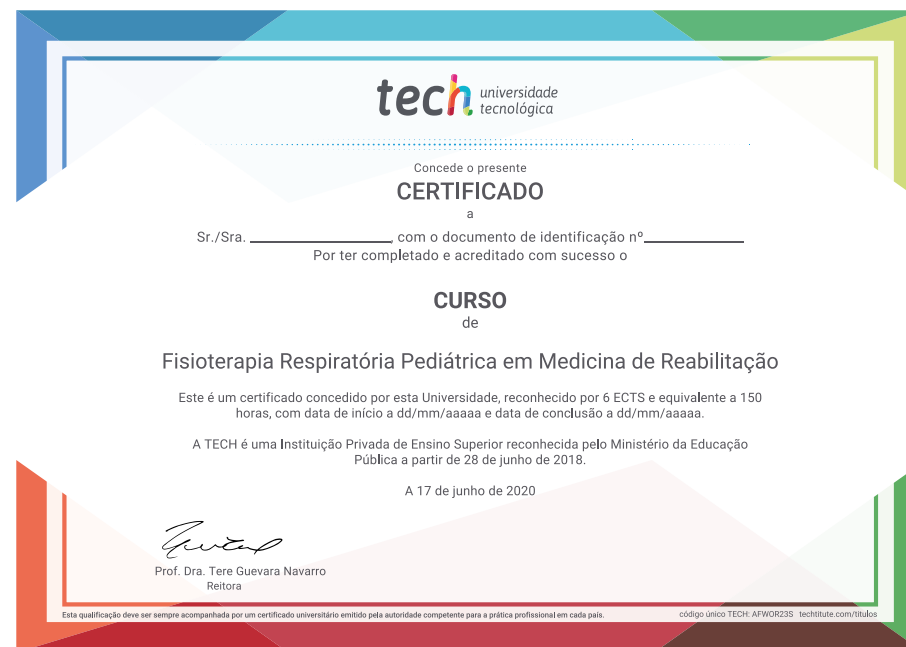 tech universidade
tecnológica
Concede o presente
CERTIFICADO
a
Sr./Sra. ____________________, com o documento de identificação nº______________
Por ter completado e acreditado com sucesso o
CURSO
de
Fisioterapia Respiratória Pediátrica em Medicina de Reabilitação
Este é um certificado concedido por esta Universidade, reconhecido por 6 ECTS e equivalente a 150
horas, com data de início a dd/mm/aaaaa e data de conclusão a dd/mm/aaaaa.
A TECH é uma Instituição Privada de Ensino Superior reconhecida pelo Ministério da Educação
Pública a partir de 28 de junho de 2018.
A 17 de junho de 2020
Prof. Dra. Tere Guevara Navarro
Reitora
Esta qualificação deve ser sempre acompanhada por um certificado universitário emitido pela autoridade competente para a prática profissional em cada país.
código único TECH: AFWOR23S techtitute.com/titulos